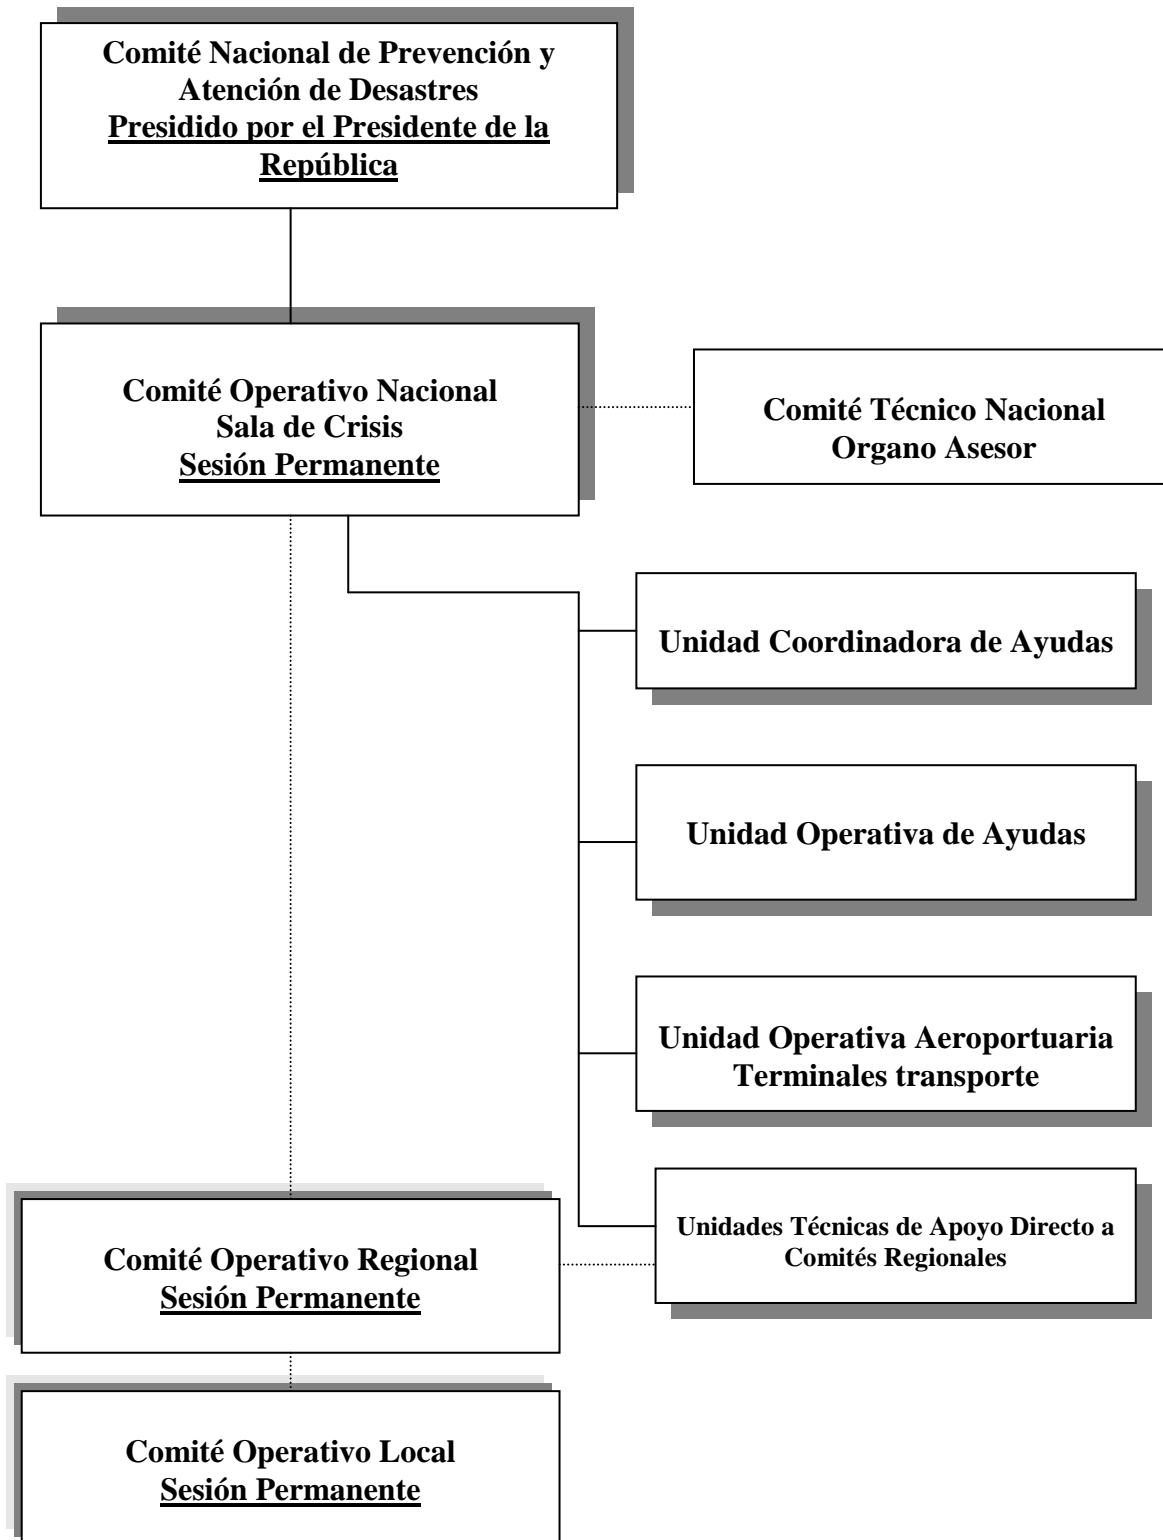 Comité Nacional de Prevención y
Atención de Desastres
Presidido por el Presidente de la
República
Comité Operativo Nacional
Sala de Crisis
Sesión Permanente
Comité Técnico Nacional
Organo Asesor
Unidad Coordinadora de Ayudas
Unidad Operativa de Ayudas
Unidad Operativa Aeroportuaria
Terminales transporte
Unidades Técnicas de Apoyo Directo a
Comités Regionales
Comité Operativo Regional
Sesión Permanente
Comité Operativo Local
Sesión Permanente